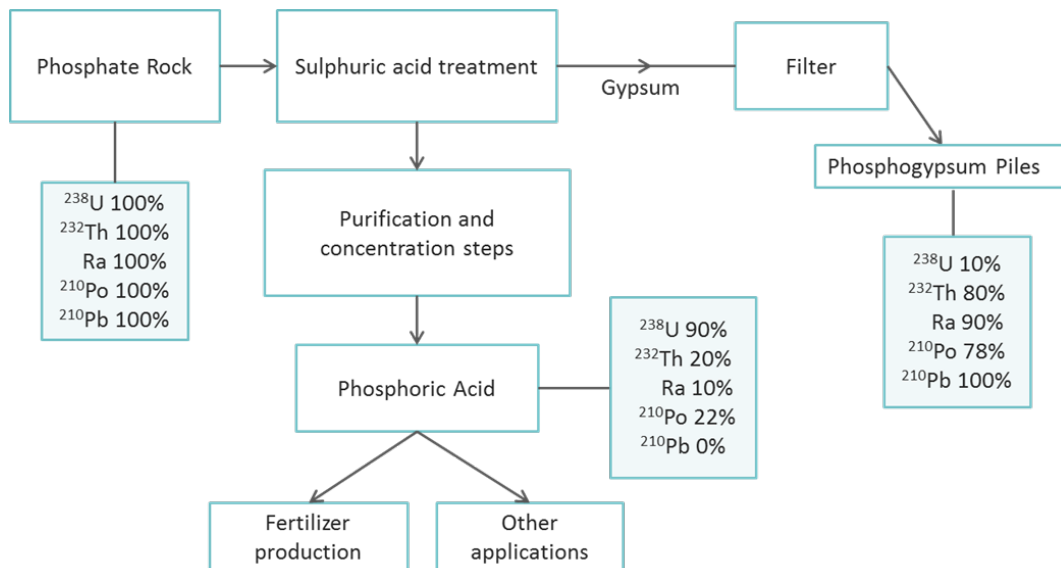 Phosphate Rock
Sulphuric acid treatment
Gypsum
Filter
Phosphogypsum Piles
²³⁸U 100%
²³²Th 100%
Ra 100%
²¹⁰Po 100%
²¹⁰Pb 100%
Purification and
concentration steps
²³⁸U 10%
²³²Th 80%
Ra 90%
²¹⁰Po 78%
²¹⁰Pb 100%
Phosphoric Acid
²³⁸U 90%
²³²Th 20%
Ra 10%
²¹⁰Po 22%
²¹⁰Pb 0%
Fertilizer
production
Other
applications